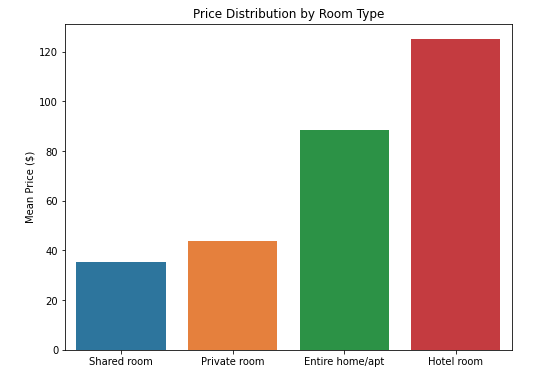 Price Distribution by Room Type
Mean Price ($)
120
100
80
60
40
20
0
Shared room Private room Entire home/apt Hotel room